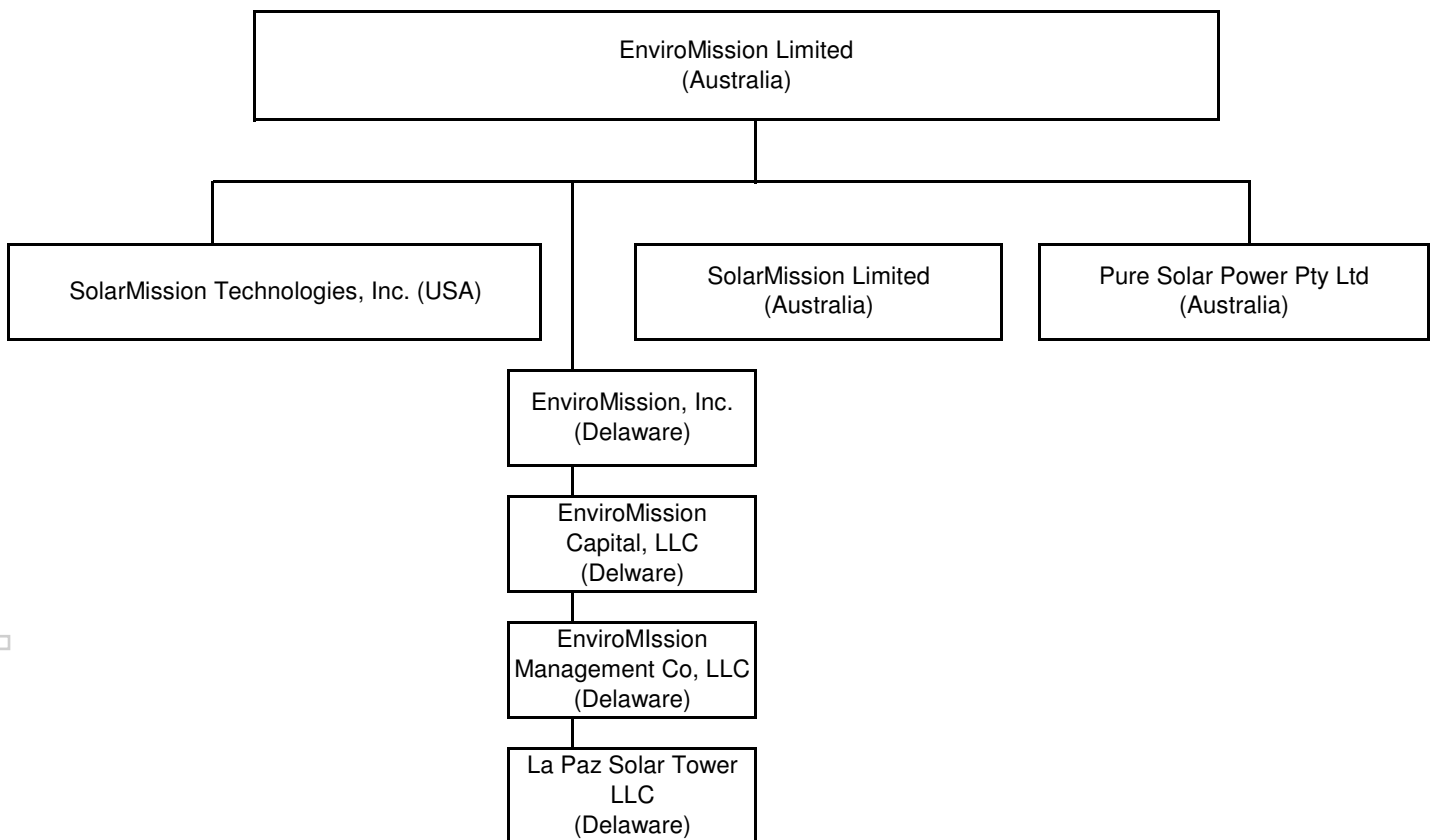 EnviroMission Limited
(Australia)
SolarMission Technologies, Inc. (USA)
SolarMission Limited
(Australia)
Pure Solar Power Pty Ltd
(Australia)
EnviroMission, Inc.
(Delaware)
EnviroMission
Capital, LLC
(Delware)
EnviroMIssion
Management Co, LLC
(Delaware)
La Paz Solar Tower
LLC
(Delaware)